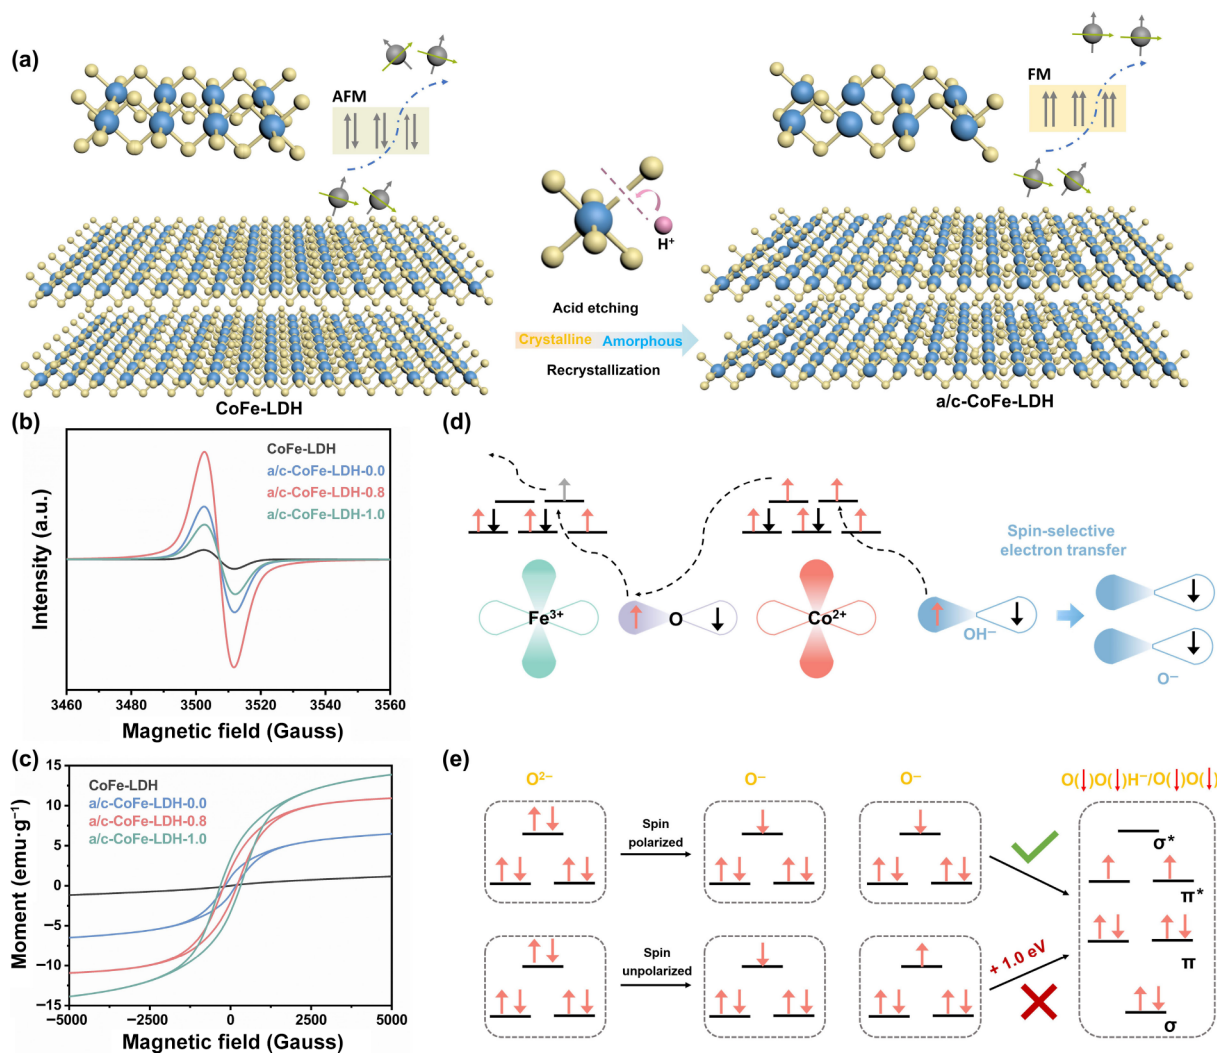 (a)
AFM
FM
H⁺
Acid etching
Crystalline Amorphous
Recrystallization
CoFe-LDH
a/c-CoFe-LDH
(b)
CoFe-LDH
a/c-CoFe-LDH-0.0
a/c-CoFe-LDH-0.8
a/c-CoFe-LDH-1.0
Intensity (a.u.)
3460 3480 3500 3520 3540 3560
Magnetic field (Gauss)
(c)
CoFe-LDH
a/c-CoFe-LDH-0.0
a/c-CoFe-LDH-0.8
a/c-CoFe-LDH-1.0
Moment (emu·g⁻¹)
15
10
5
0
−5
−10
−15
−5000 −2500 0 2500 5000
Magnetic field (Gauss)
(d)
Spin-selective
electron transfer
Fe³⁺
O
Co²⁺
OH⁻
O⁻
(e)
O²⁻ O⁻ O⁻ O(↓)O(↓)H⁻/O(↓)O(↓)
Spin
polarized
Spin
unpolarized
+ 1.0 eV
σ*
π*
π
σ